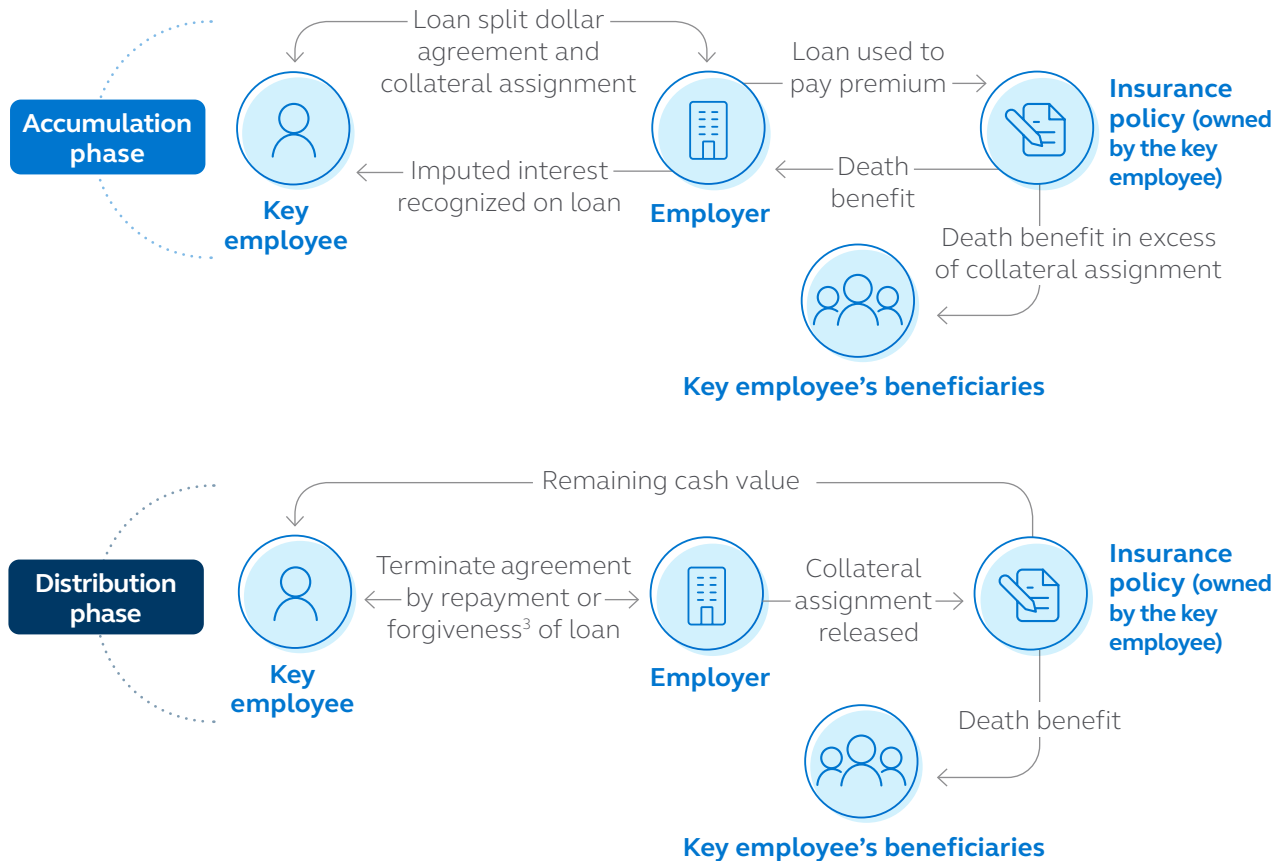 Loan split dollar
agreement and
collateral assignment
Loan used to
pay premium
Accumulation
phase
Insurance
policy (owned
by the key
employee)
Imputed interest
recognized on loan
Death
benefit
Key
employee
Employer
Death benefit in excess
of collateral assignment
Key employee’s beneficiaries
Remaining cash value
Distribution
phase
Terminate agreement
by repayment or
forgiveness³ of loan
Collateral
assignment
released
Insurance
policy (owned
by the key
employee)
Key
employee
Employer
Death benefit
Key employee’s beneficiaries